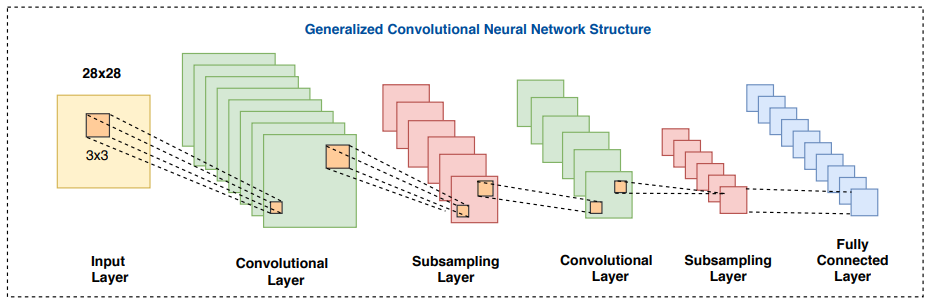 Generalized Convolutional Neural Network Structure
28x28
3x3
Input
Layer
Convolutional
Layer
Subsampling
Layer
Convolutional
Layer
Subsampling
Layer
Fully
Connected
Layer